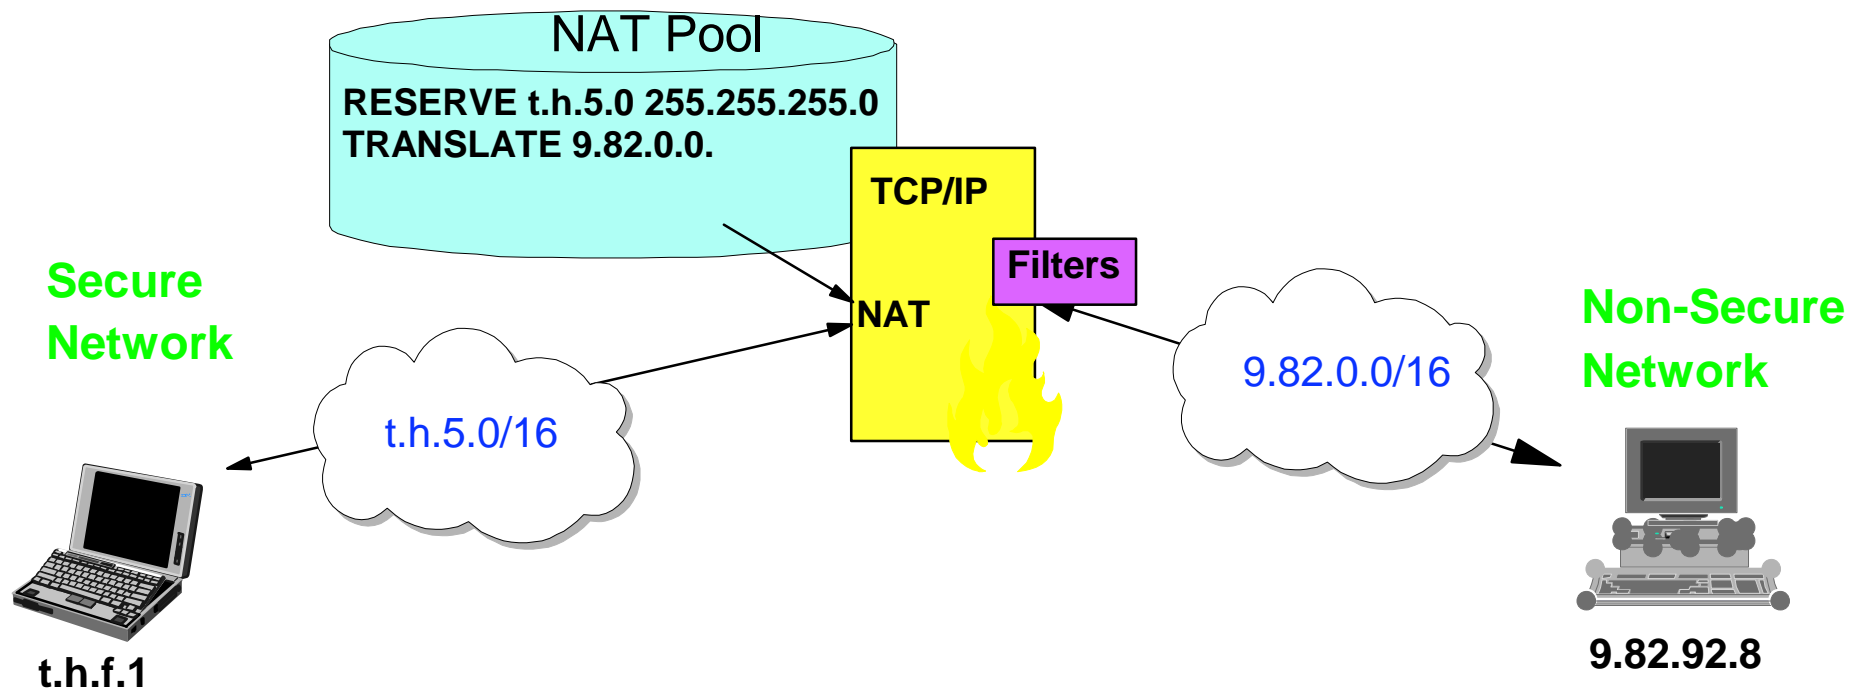 NAT Pool
RESERVE t.h.5.0 255.255.255.0
TRANSLATE 9.82.0.0.
TCP/IP
Filters
NAT
Secure
Network
t.h.5.0/16
t.h.f.1
9.82.0.0/16
Non-Secure
Network
9.82.92.8